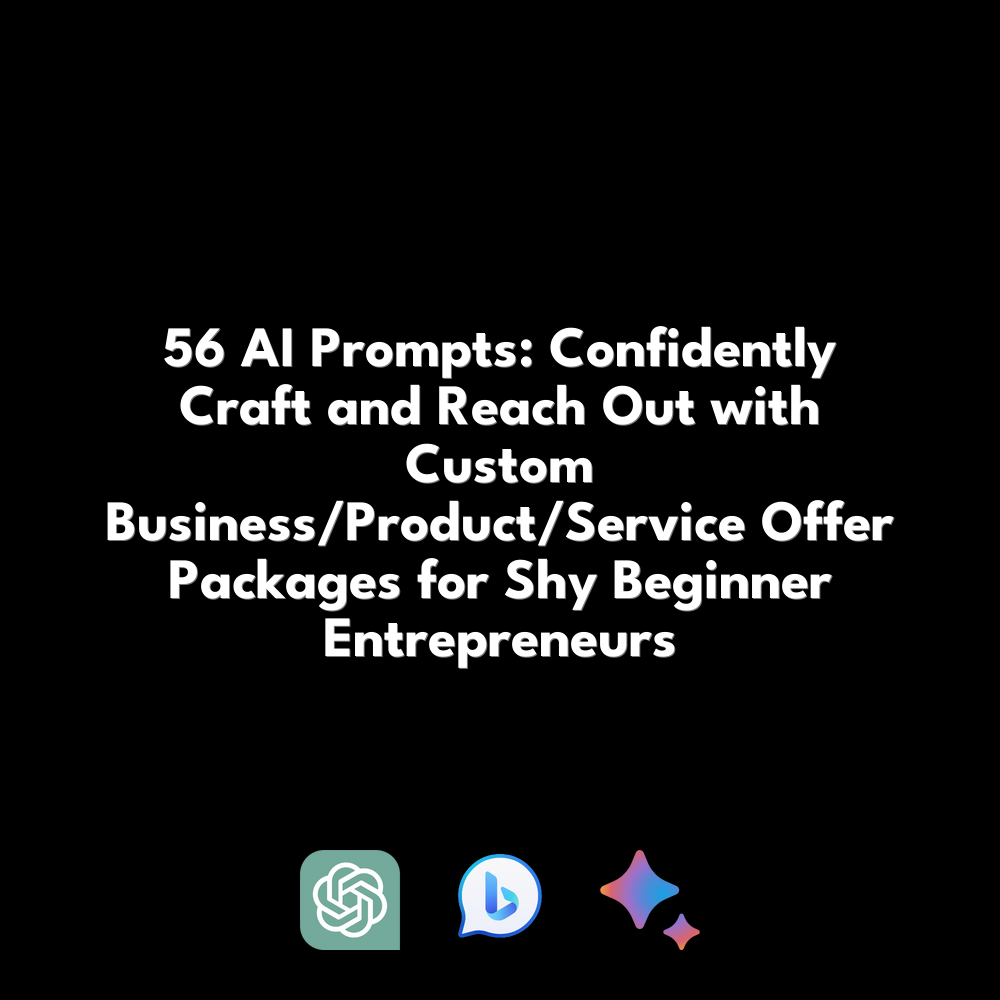 56 AI Prompts: Confidently
Craft and Reach Out with
Custom
Business/Product/Service Offer
Packages for Shy Beginner
Entrepreneurs